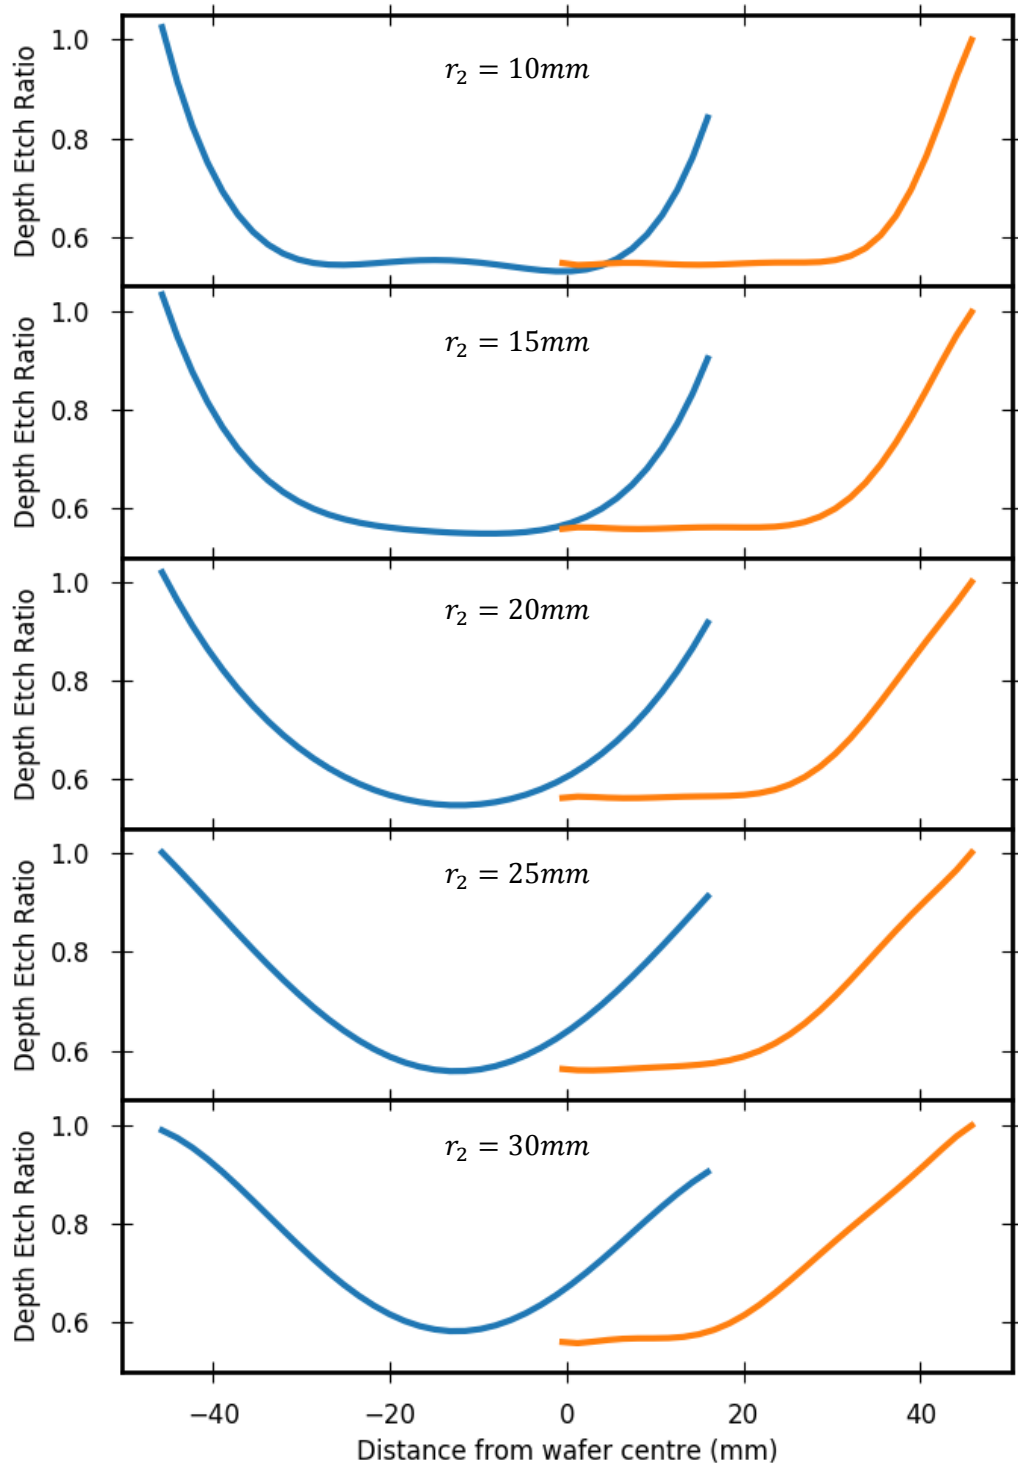 Depth Etch Ratio
1.0
0.8
0.6
r₂ = 10mm
Depth Etch Ratio
1.0
0.8
0.6
r₂ = 15mm
Depth Etch Ratio
1.0
0.8
0.6
r₂ = 20mm
Depth Etch Ratio
1.0
0.8
0.6
r₂ = 25mm
Depth Etch Ratio
1.0
0.8
0.6
r₂ = 30mm
−40 −20 0 20 40
Distance from wafer centre (mm)